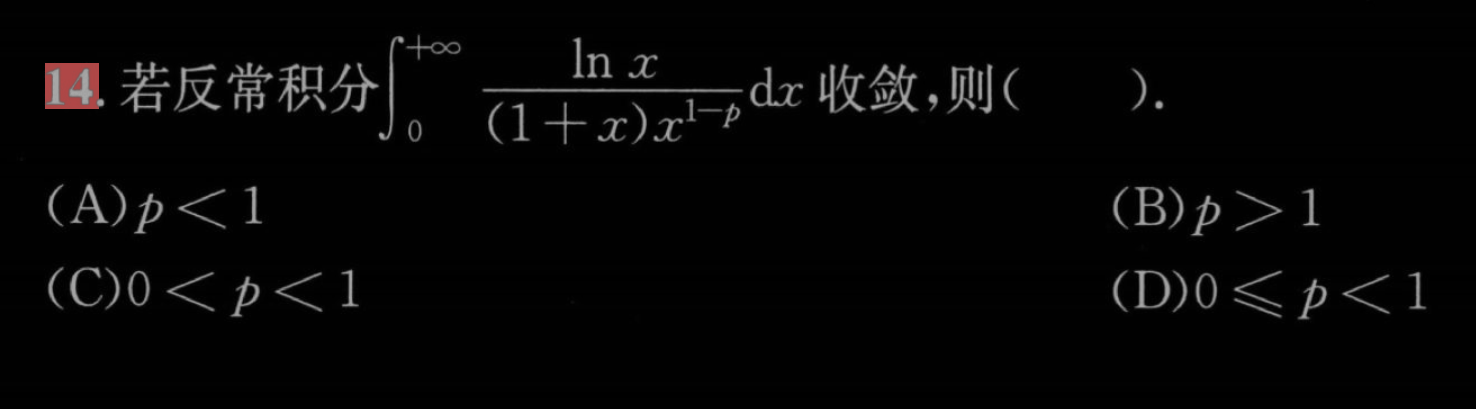 14. 若反常积分∫₀^{+∞} \frac{\ln x}{(1+x)x^{1-p}}dx 收敛,则(  ).
(A)p<1 (B)p>1
(C)0<p<1 (D)0⩽p<1